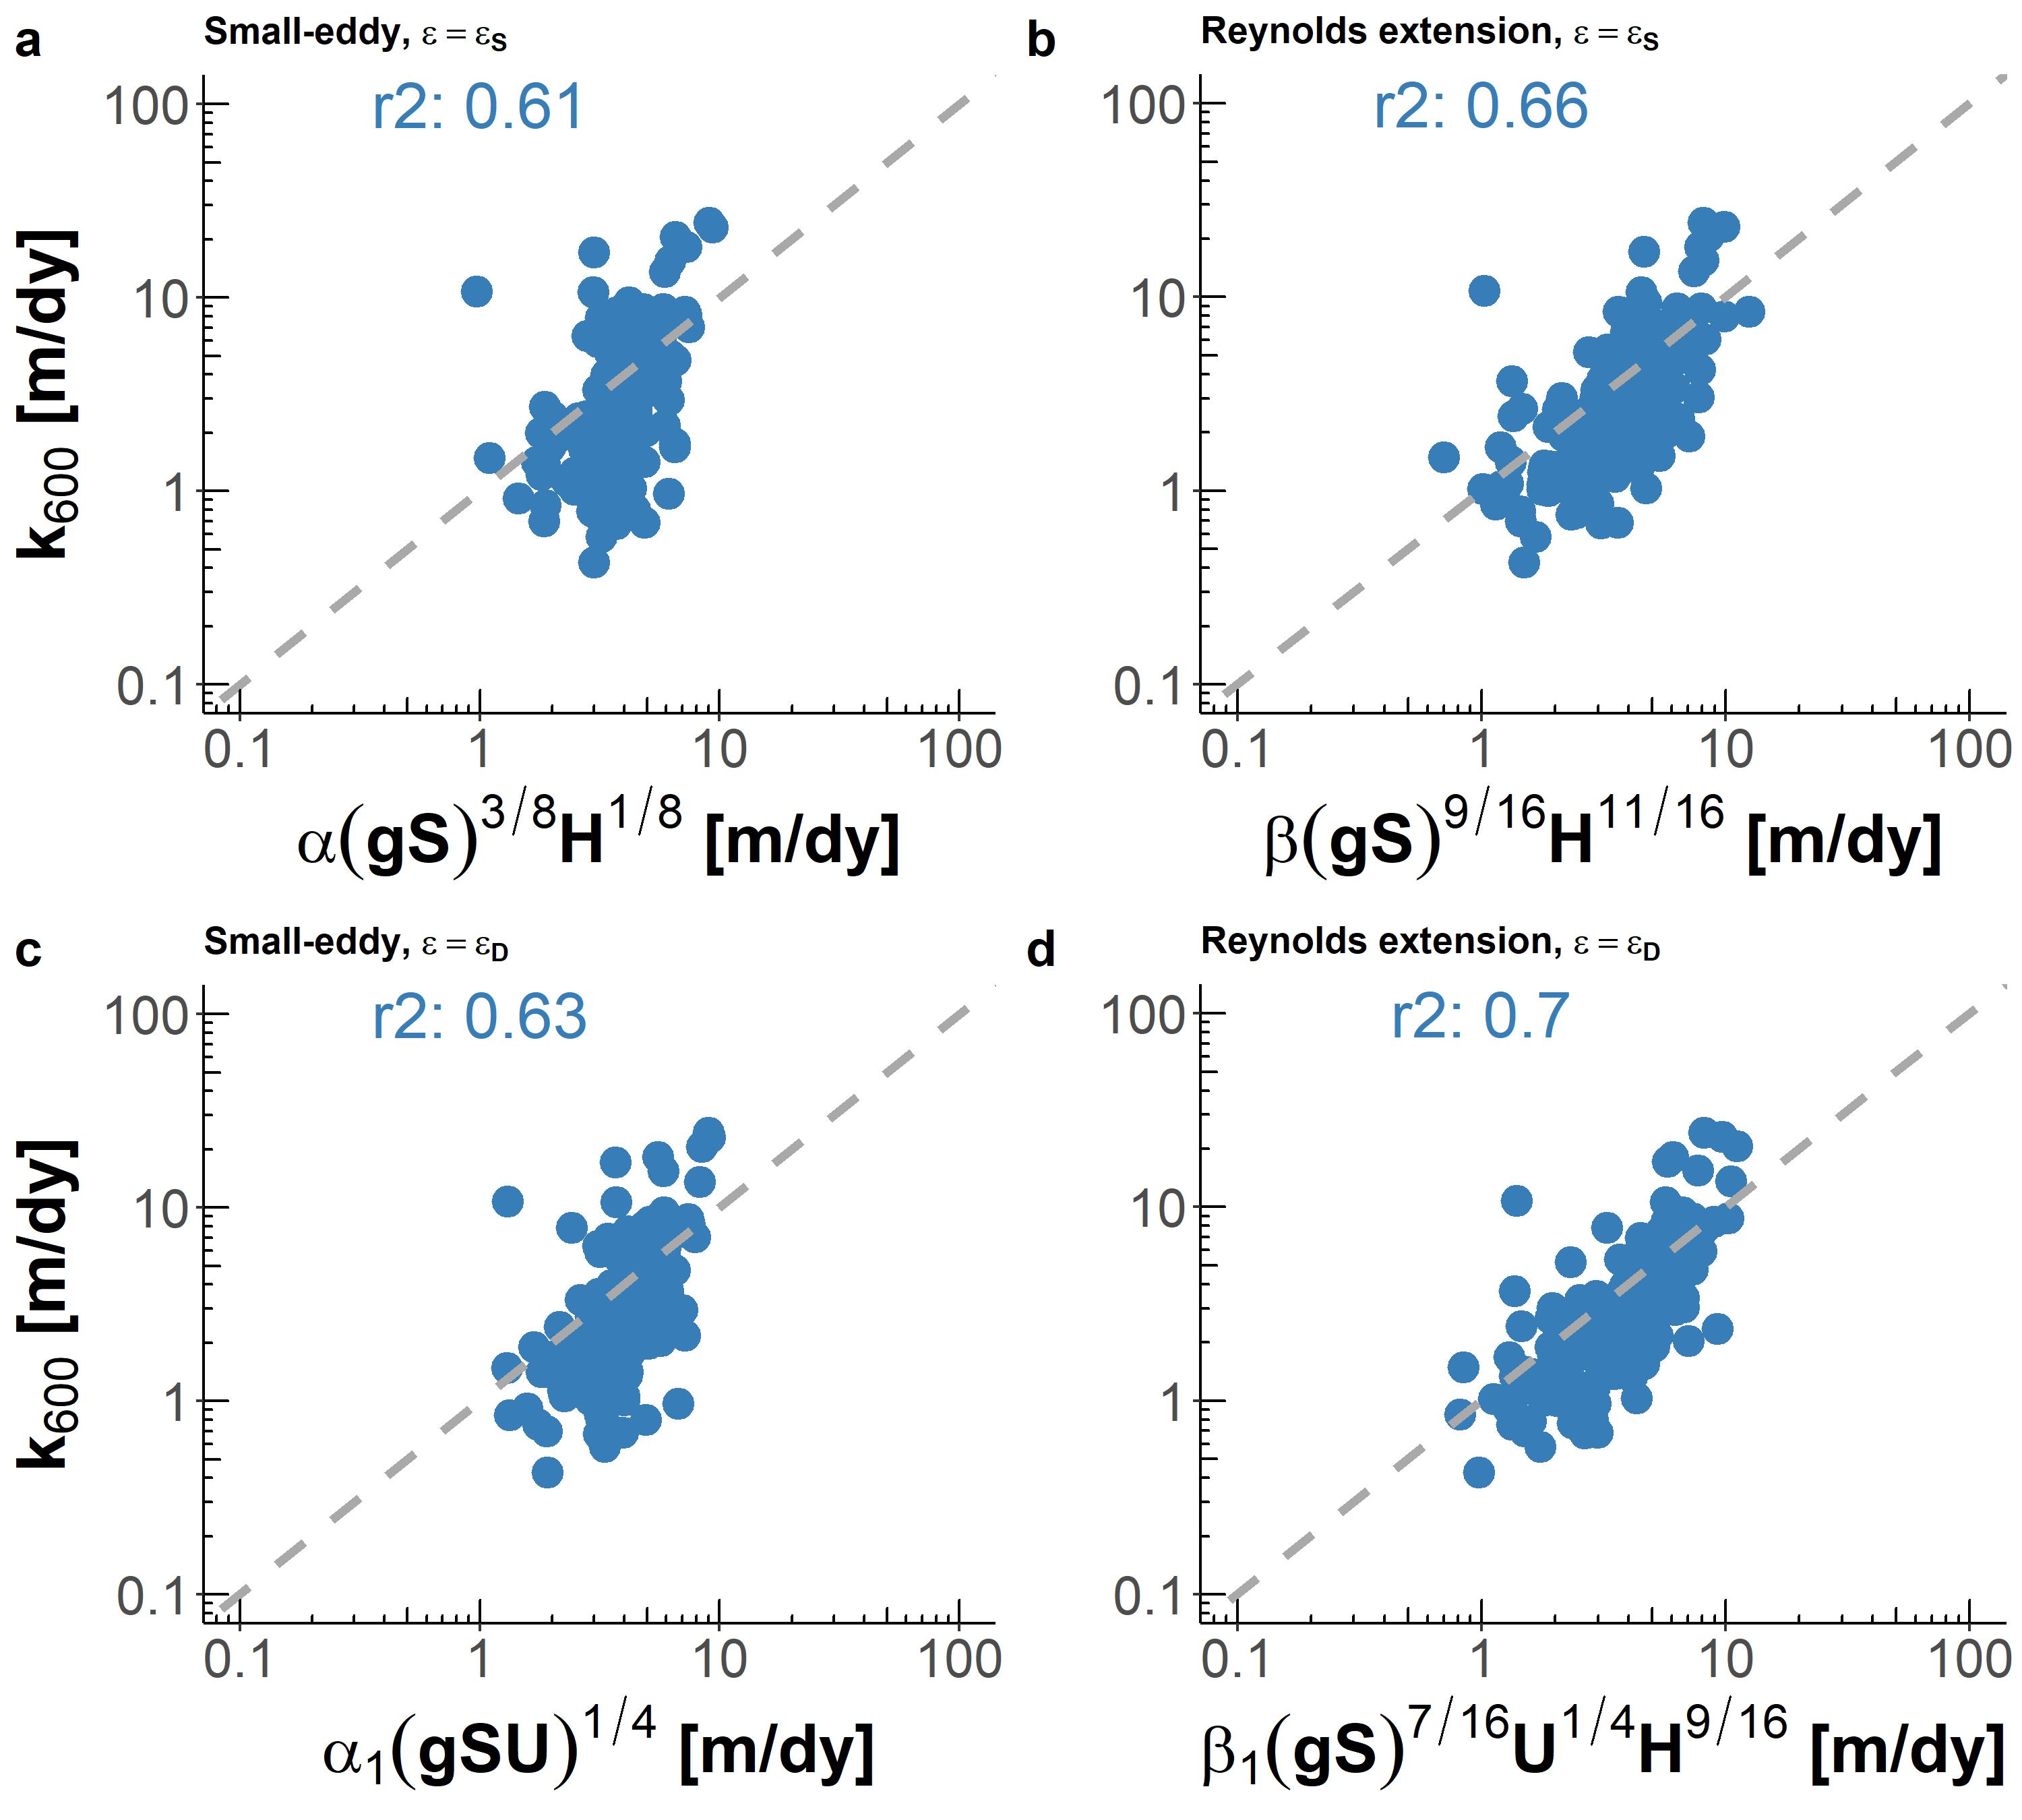 a Small-eddy, ε = εS
r2: 0.61
100
10
1
0.1
k600 [m/dy]
0.1 1 10 100
α(gS)3/8H1/8 [m/dy]
b Reynolds extension, ε = εS
r2: 0.66
100
10
1
0.1
0.1 1 10 100
β(gS)9/16H11/16 [m/dy]
c Small-eddy, ε = εD
r2: 0.63
100
10
1
0.1
k600 [m/dy]
0.1 1 10 100
α1(gSU)1/4 [m/dy]
d Reynolds extension, ε = εD
r2: 0.7
100
10
1
0.1
0.1 1 10 100
β1(gS)7/16U1/4H9/16 [m/dy]